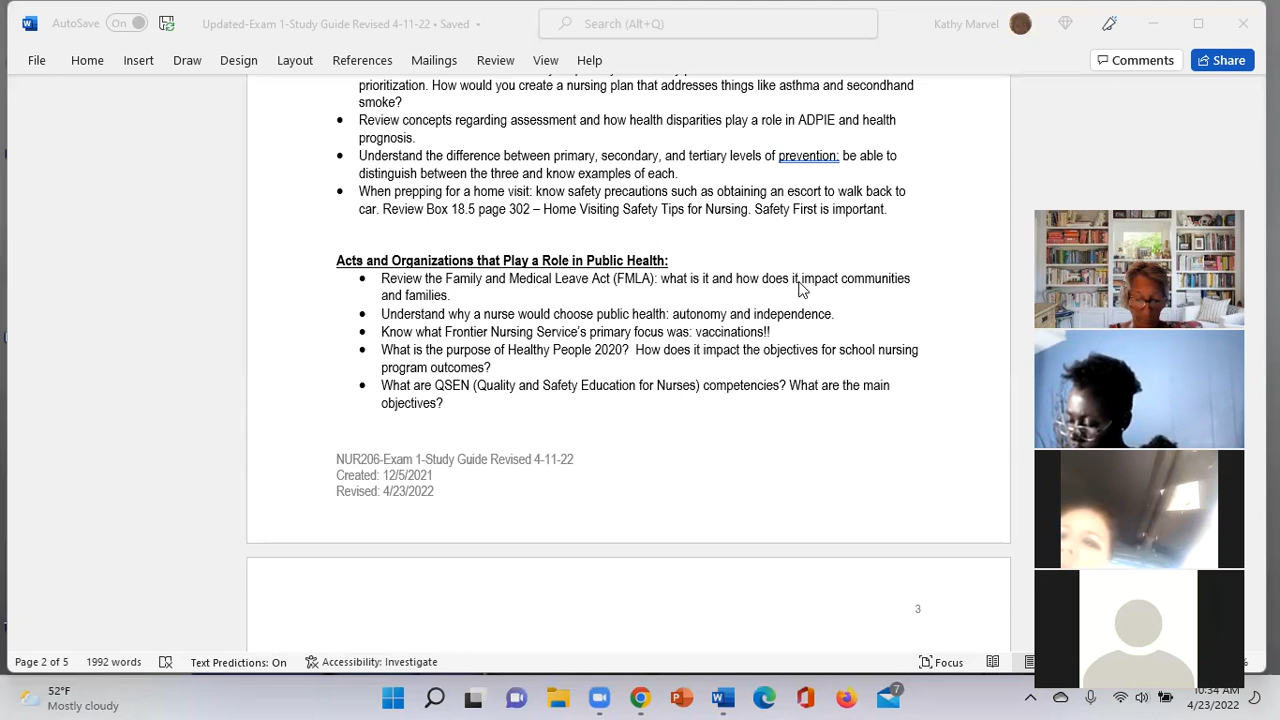 AutoSave On Updated-Exam 1-Study Guide Revised 4-11-22 • Saved Search (Alt+Q) Kathy Marvel
File Home Insert Draw Design Layout References Mailings Review View Help Comments Share
prioritization. How would you create a nursing plan that addresses things like asthma and secondhand
smoke?
• Review concepts regarding assessment and how health disparities play a role in ADPIE and health
prognosis.
• Understand the difference between primary, secondary, and tertiary levels of prevention: be able to
distinguish between the three and know examples of each.
• When prepping for a home visit: know safety precautions such as obtaining an escort to walk back to
car. Review Box 18.5 page 302 – Home Visiting Safety Tips for Nursing. Safety First is important.
Acts and Organizations that Play a Role in Public Health:
• Review the Family and Medical Leave Act (FMLA): what is it and how does it impact communities
and families.
• Understand why a nurse would choose public health: autonomy and independence.
• Know what Frontier Nursing Service's primary focus was: vaccinations!!
• What is the purpose of Healthy People 2020?  How does it impact the objectives for school nursing
program outcomes?
• What are QSEN (Quality and Safety Education for Nurses) competencies? What are the main
objectives?
NUR206-Exam 1-Study Guide Revised 4-11-22
Created: 12/5/2021
Revised: 4/23/2022
3
Page 2 of 5 1992 words Text Predictions: On Accessibility: Investigate Focus
52°F
Mostly cloudy
7
10:34 AM
4/23/2022